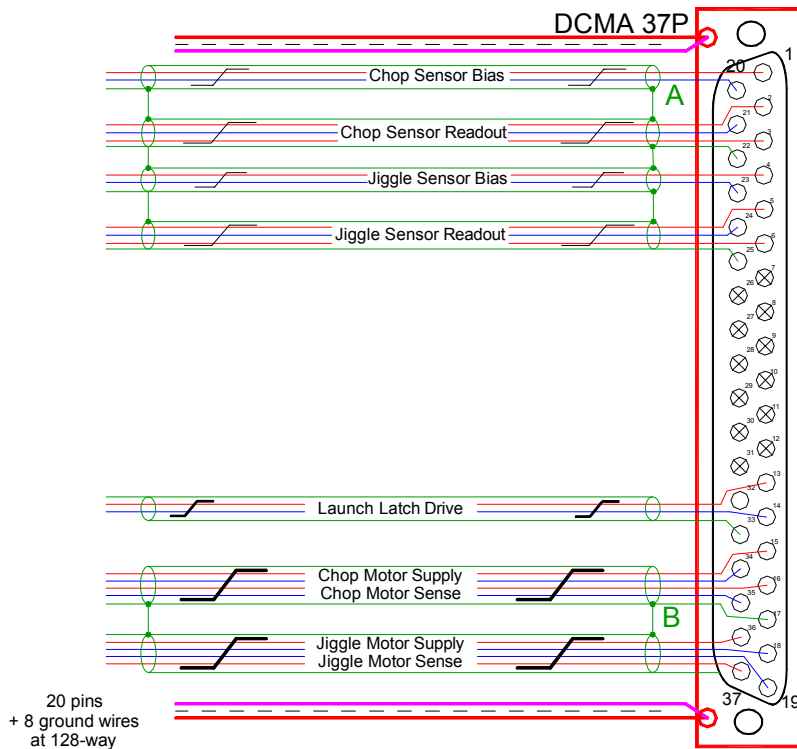 DCMA 37P
1
20
Chop Sensor Bias
A
2
21
Chop Sensor Readout
3
22
4
Jiggle Sensor Bias
23
5
24
Jiggle Sensor Readout
6
25
7
26
8
27
9
28
10
29
11
30
12
31
13
32
Launch Latch Drive
14
33
15
34
Chop Motor Supply
16
Chop Motor Sense
35
17
B
36
Jiggle Motor Supply
18
Jiggle Motor Sense
37
19
20 pins
+ 8 ground wires
at 128-way